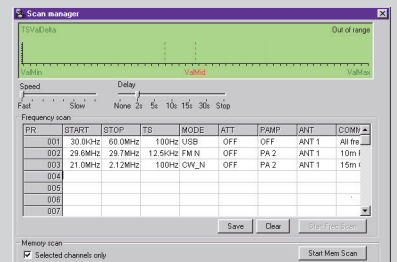 Scan manager
TSValDelta Out of range
ValMin ValMid ValMax
Speed Delay
Fast Slow None 2s 5s 10s 15s 30s Stop
Frequency scan
PR START STOP TS MODE ATT PAMP ANT COMM
001 30.0KHz 60.0MHz 100Hz USB OFF OFF ANT 1 All fre
002 29.6MHz 29.7MHz 12.5KHz FM N OFF PA 2 ANT 1 10m
003 21.0MHz 2.12MHz 100Hz CW_N OFF PA 2 ANT 1 15m
004
005
006
007
Save Clear Start Freq Scan
Memory scan
Selected channels only Start Mem Scan